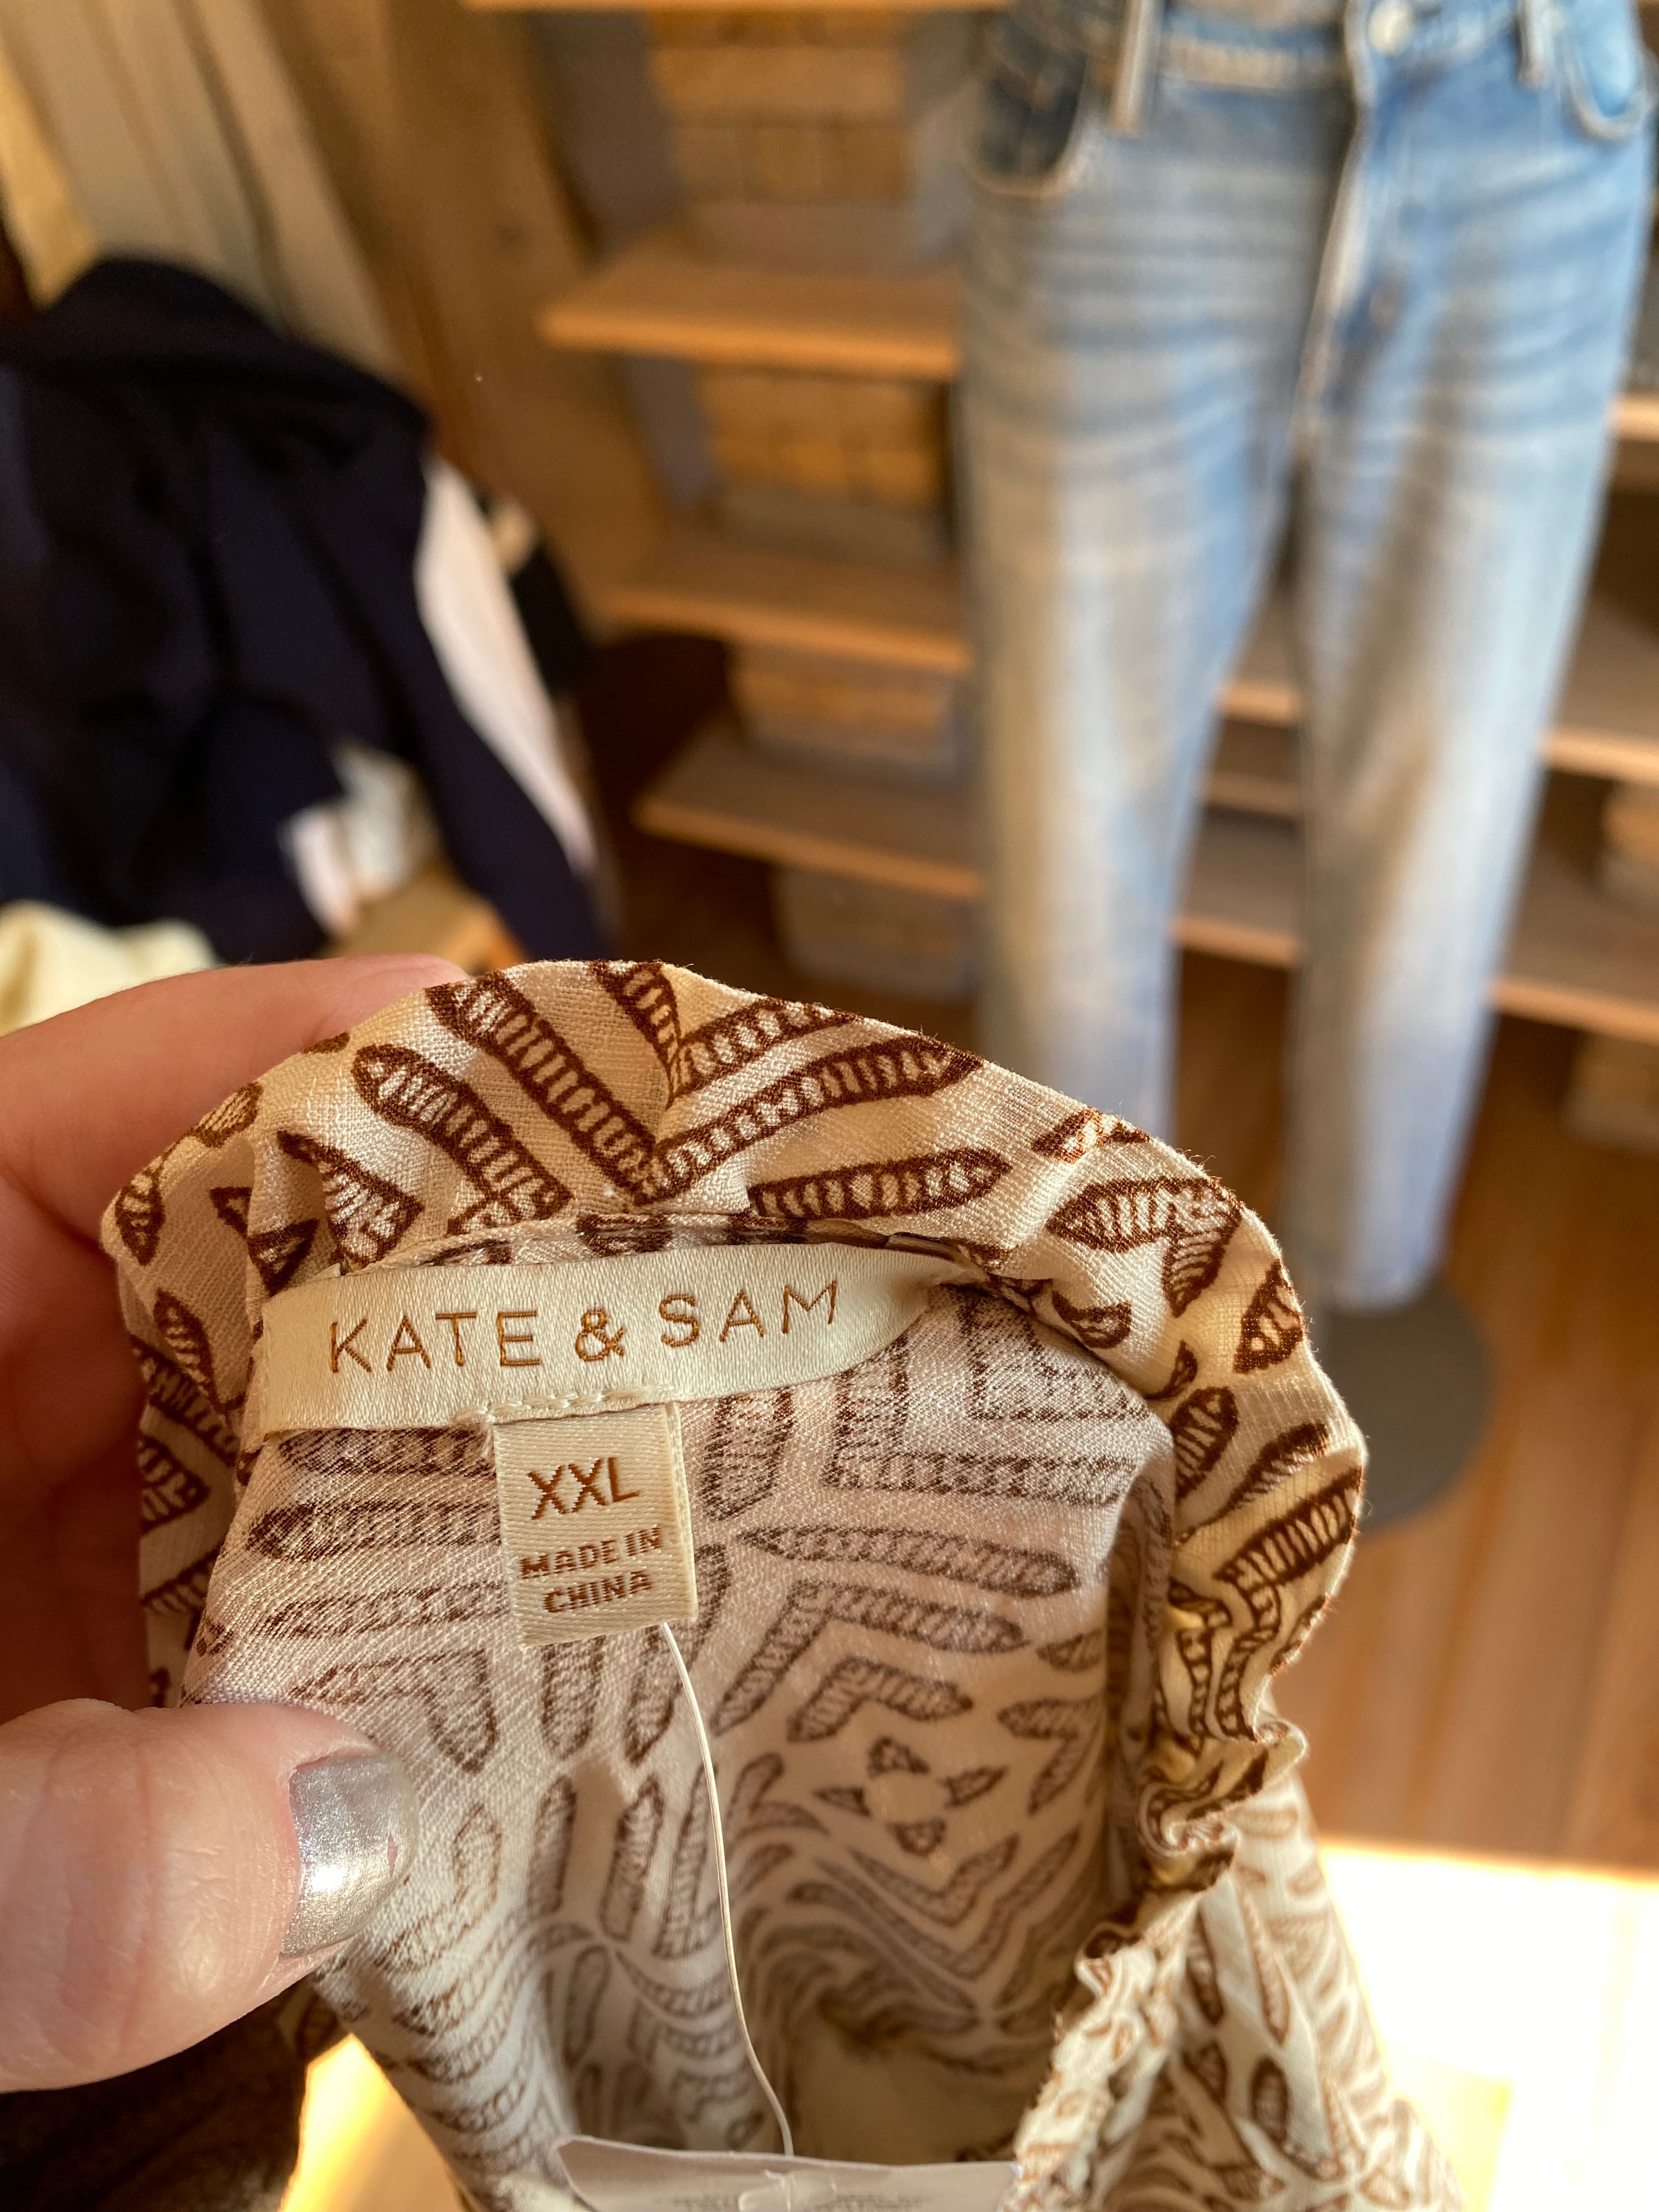 KATE & SAM
XXL
MADE IN
CHINA